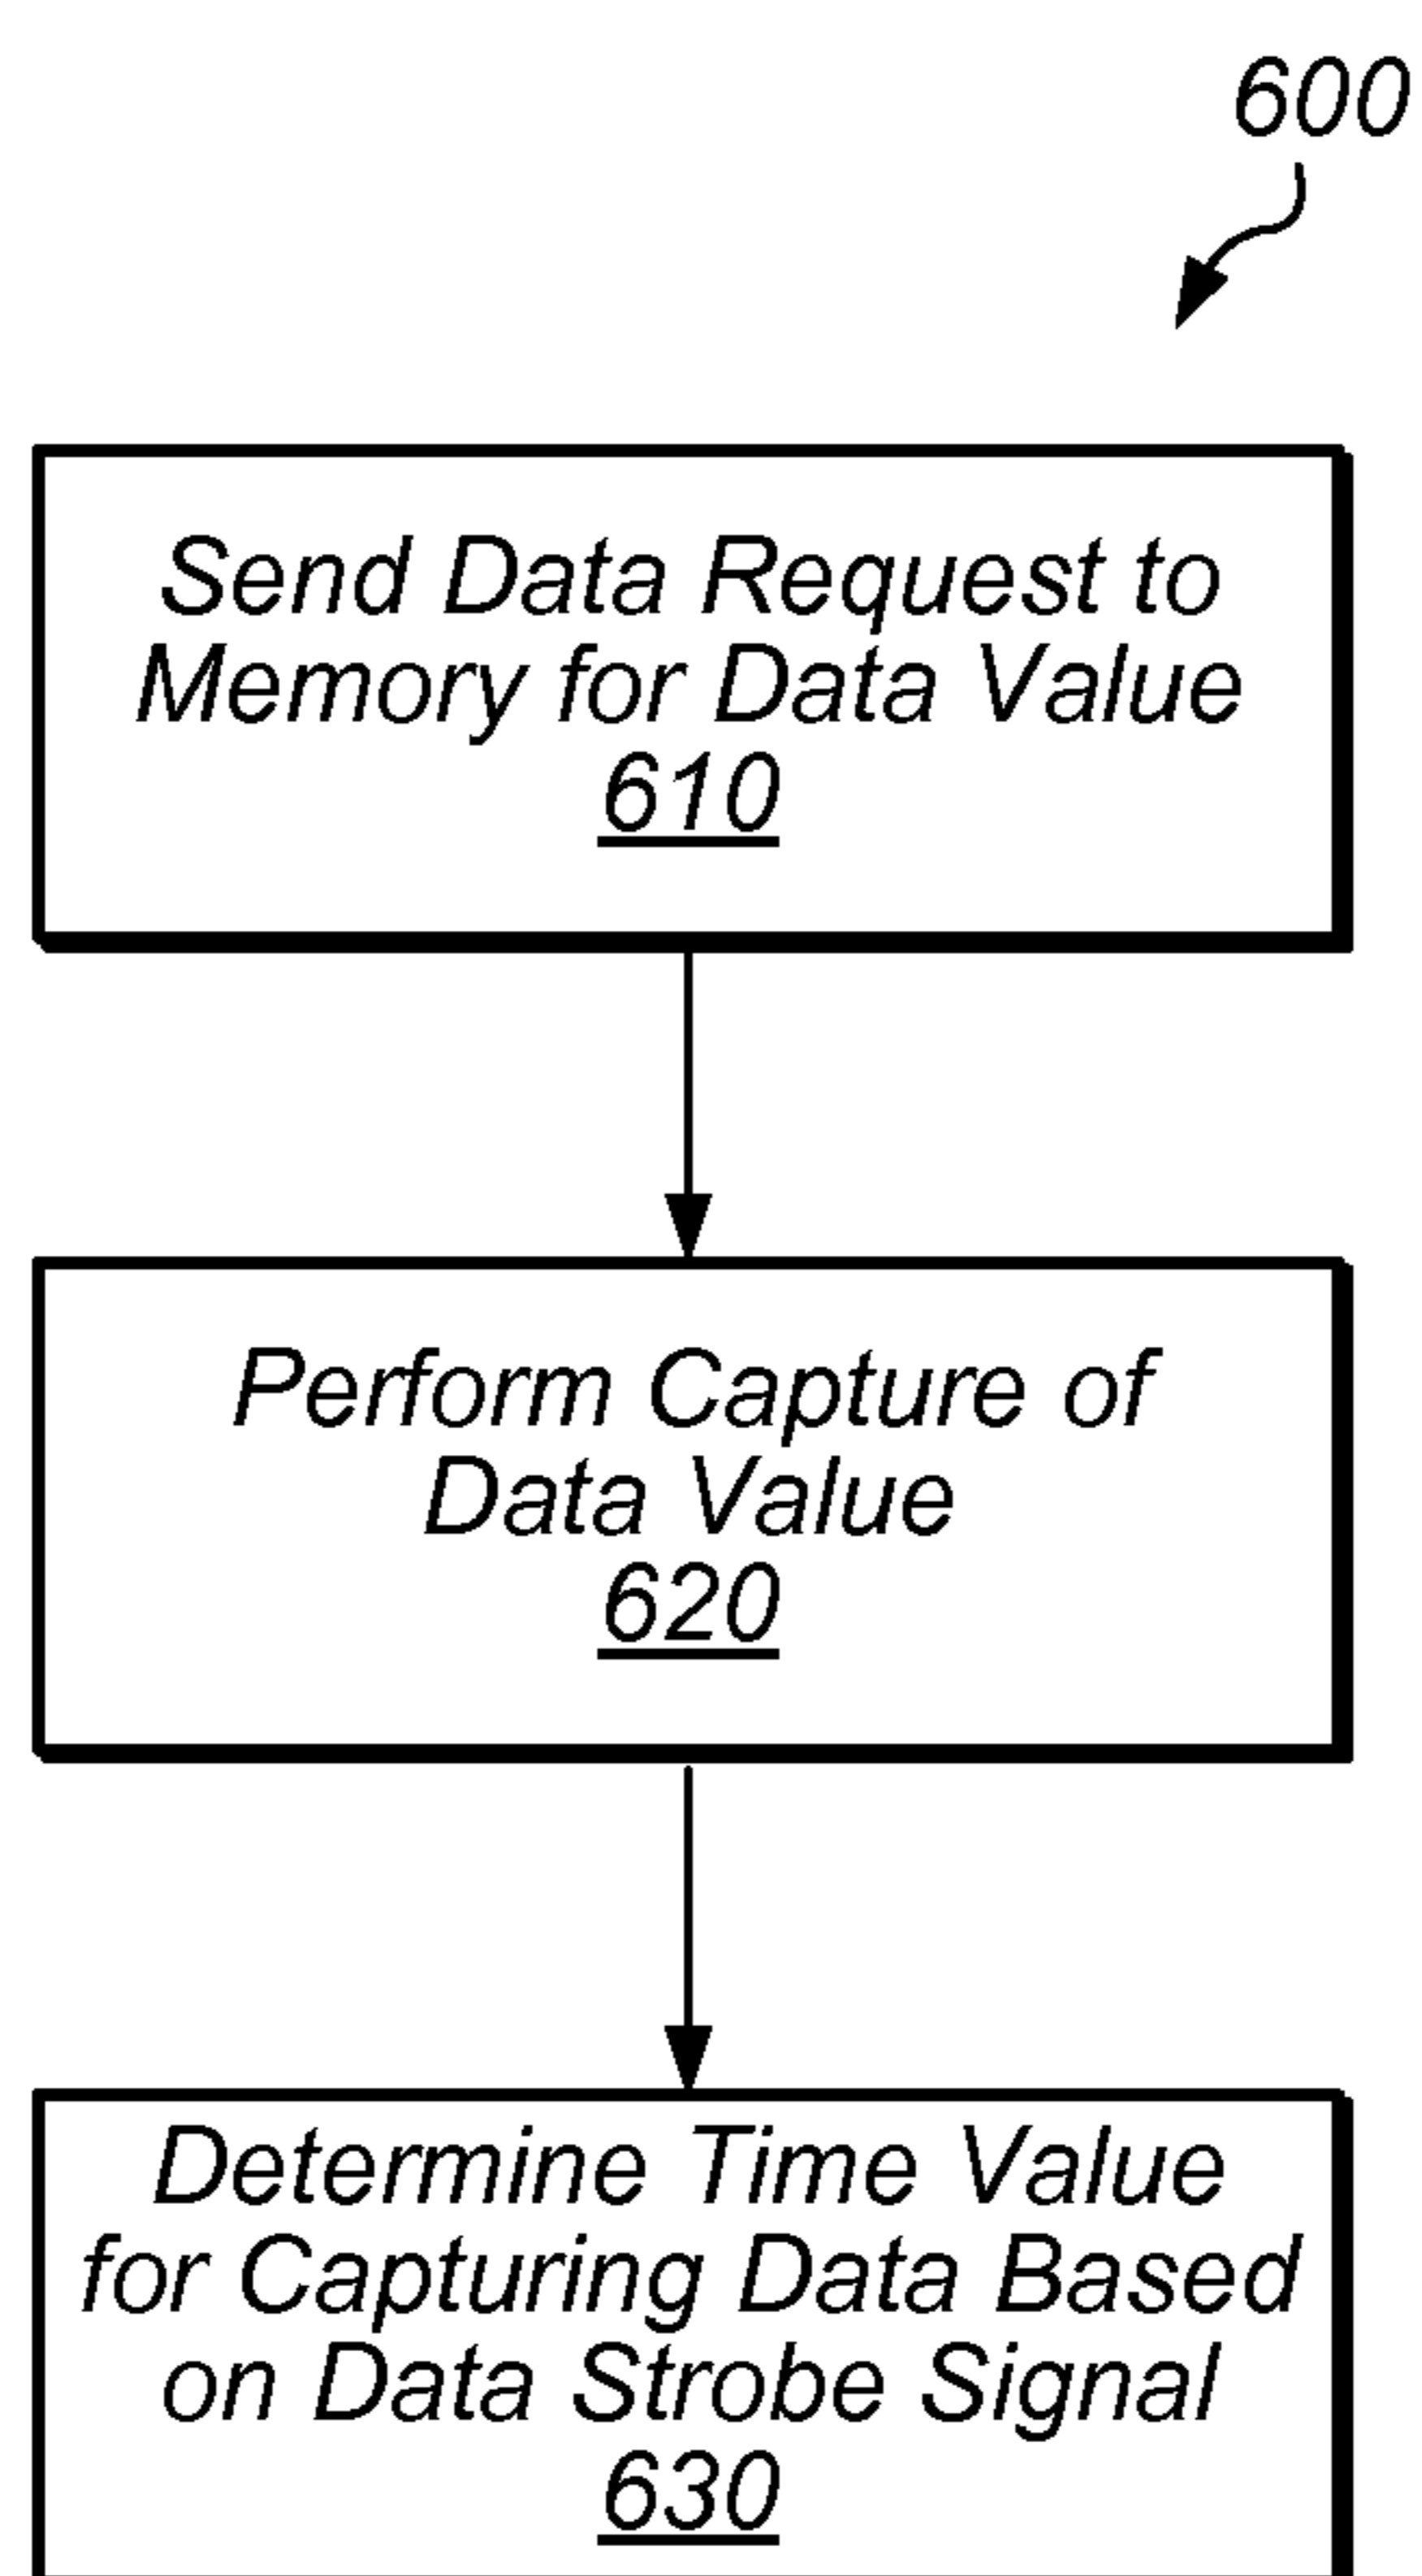 600
Send Data Request to
Memory for Data Value
610
Perform Capture of
Data Value
620
Determine Time Value
for Capturing Data Based
on Data Strobe Signal
630